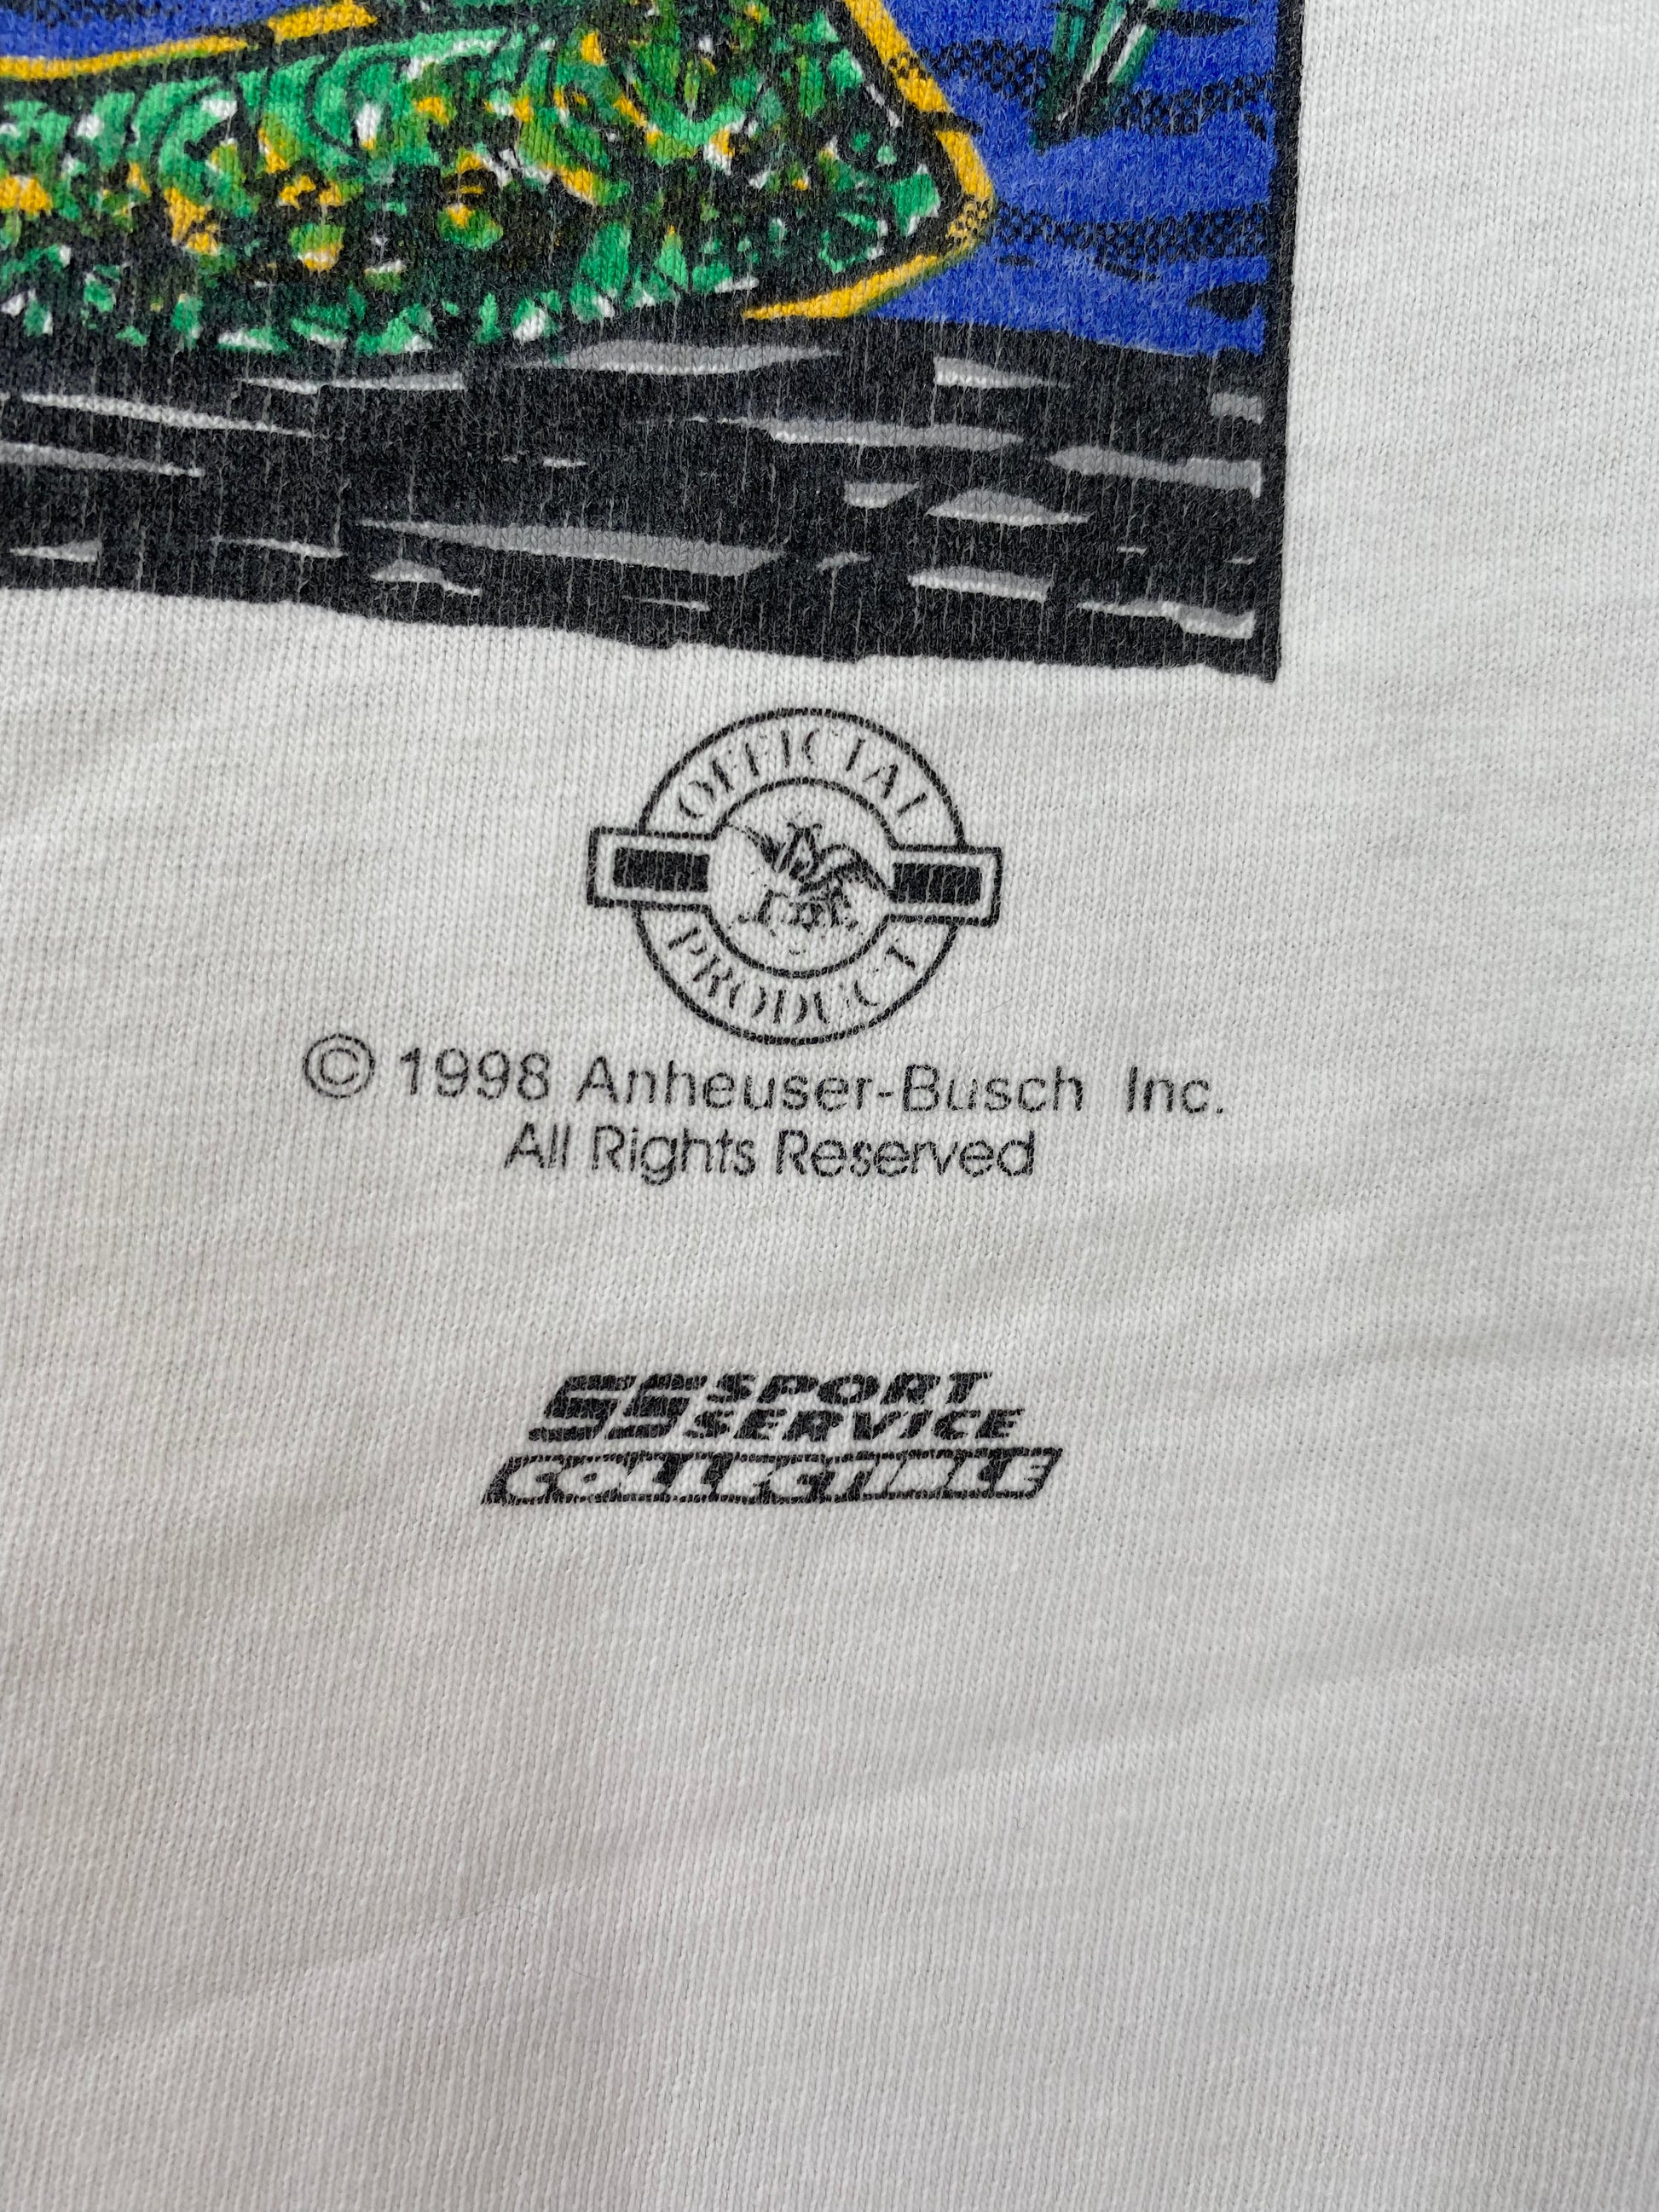 OFFICIAL
PRODUCT
© 1998 Anheuser-Busch Inc.
All Rights Reserved
SS SPORT
SERVICE
COLLECTIBLE